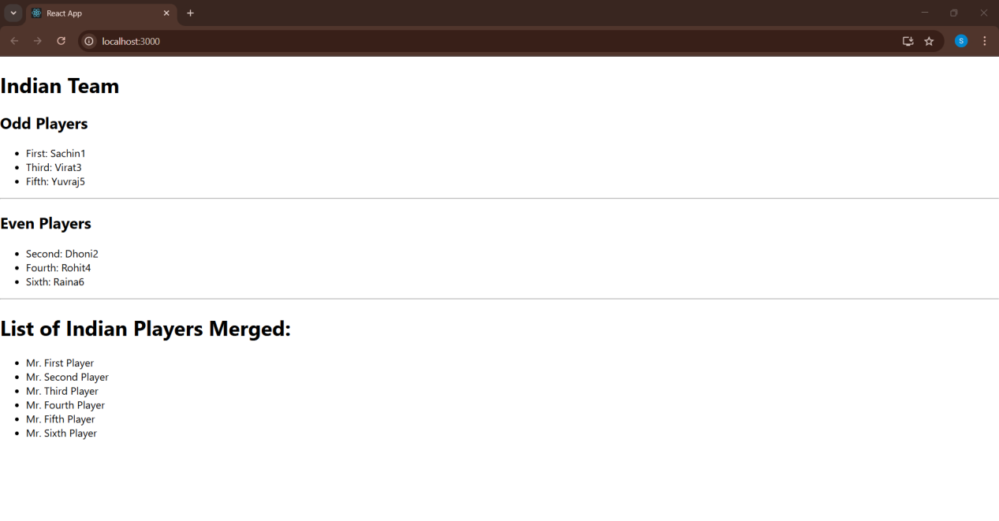 React App
localhost:3000
S
Indian Team
Odd Players
First: Sachin1
Third: Virat3
Fifth: Yuvraj5
Even Players
Second: Dhoni2
Fourth: Rohit4
Sixth: Raina6
List of Indian Players Merged:
Mr. First Player
Mr. Second Player
Mr. Third Player
Mr. Fourth Player
Mr. Fifth Player
Mr. Sixth Player